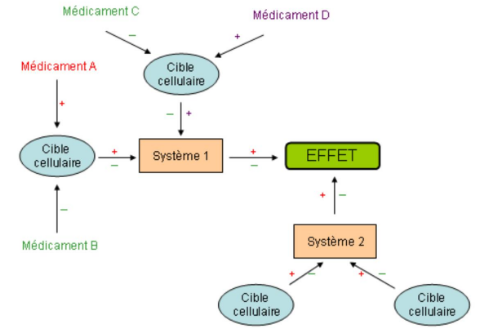 Médicament C
Médicament D
–
+
Médicament A
Cible
cellulaire
+
– +
Cible
cellulaire
+
–
Système 1
+
–
EFFET
–
+ –
Médicament B
Système 2
+ –
+ –
Cible
cellulaire
Cible
cellulaire